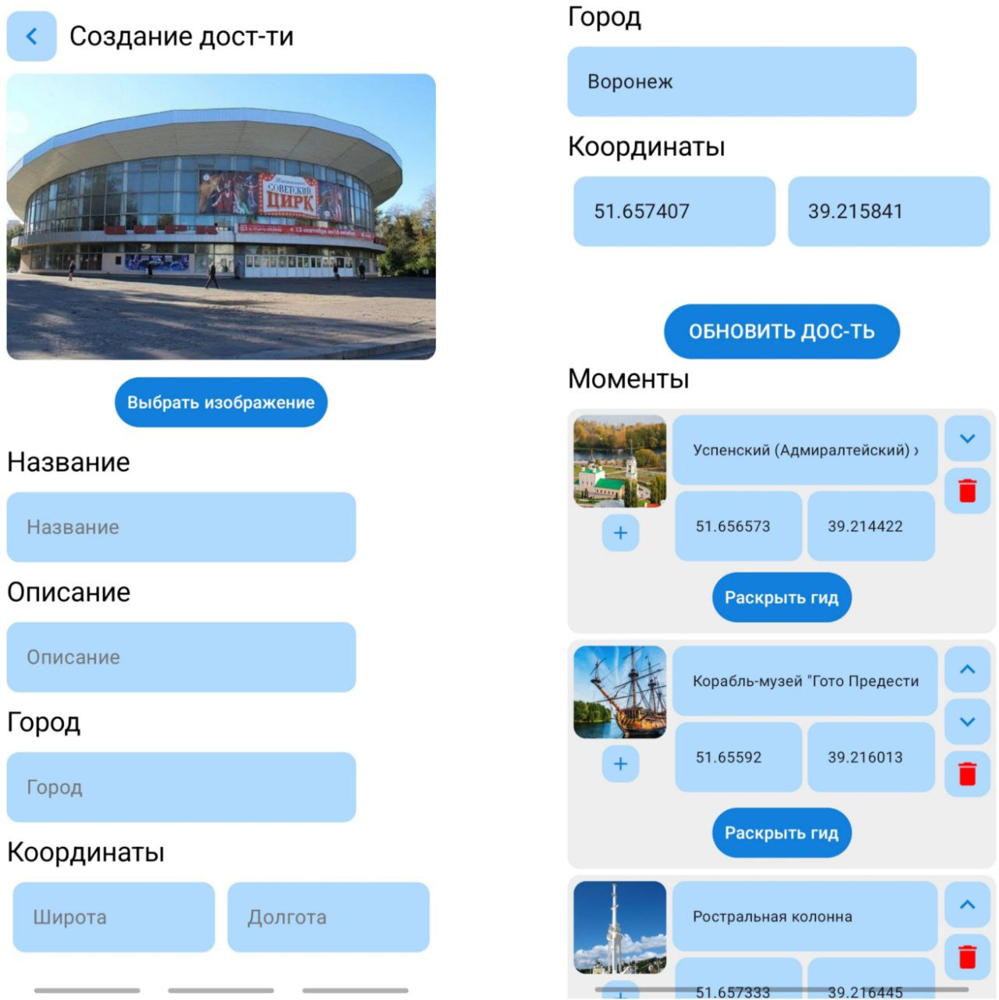 Создание дост-ти
СОВЕТСКИЙ
ЦИРК
ЦИРК
Выбрать изображение
Название
Название
Описание
Описание
Город
Город
Координаты
Широта
Долгота
Город
Воронеж
Координаты
51.657407
39.215841
ОБНОВИТЬ ДОС-ТЬ
Моменты
Успенский (Адмиралтейский)
51.656573
39.214422
Раскрыть гид
Корабль-музей "Гото Предести
51.65592
39.216013
Раскрыть гид
Ростральная колонна
51.657333
39.216445